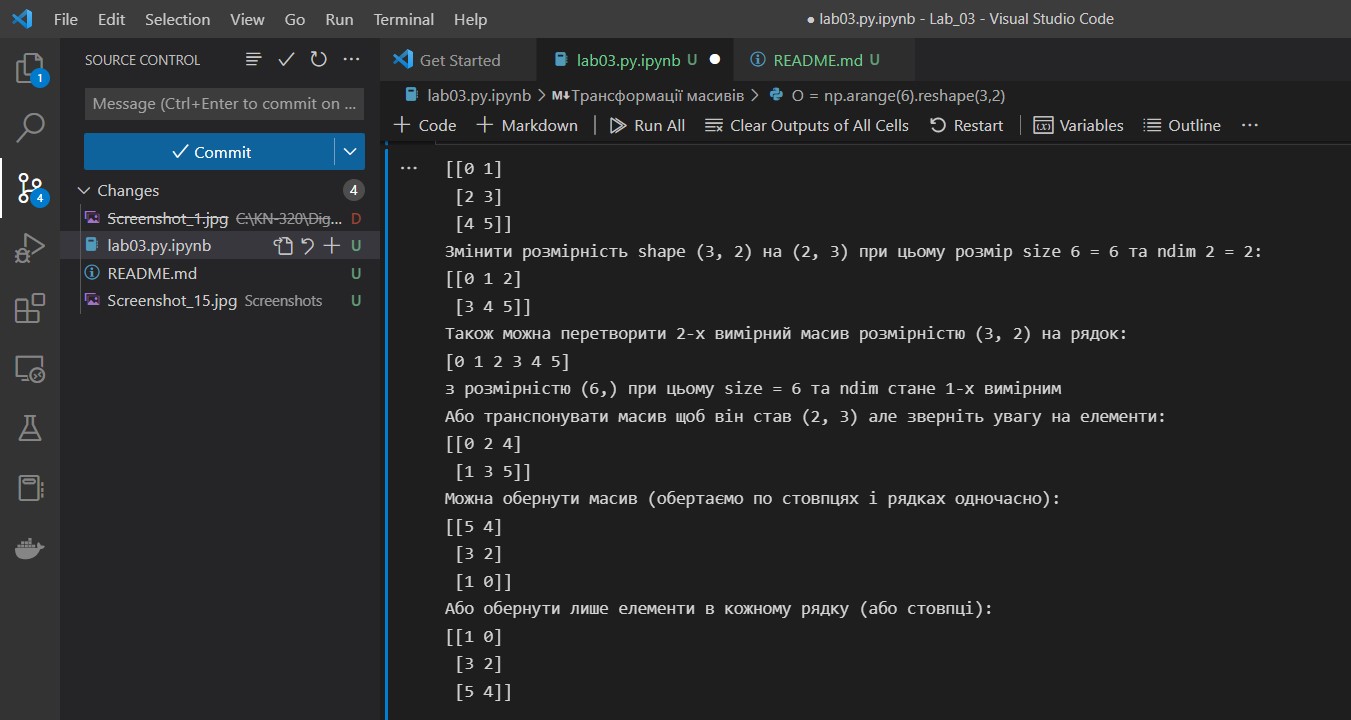 File Edit Selection View Go Run Terminal Help
● lab03.py.ipynb - Lab_03 - Visual Studio Code
1
4
SOURCE CONTROL
Message (Ctrl+Enter to commit on ...
Commit
Changes 4
Screenshot_1.jpg C:\KN-320\Dig... D
lab03.py.ipynb U
README.md U
Screenshot_15.jpg Screenshots U
Get Started
lab03.py.ipynb U
README.md U
lab03.py.ipynb > M↓Трансформації масивів > O = np.arange(6).reshape(3,2)
+ Code + Markdown | Run All Clear Outputs of All Cells Restart | Variables Outline ...
[[0 1]
 [2 3]
 [4 5]]
Змінити розмірність shape (3, 2) на (2, 3) при цьому розмір size 6 = 6 та ndim 2 = 2:
[[0 1 2]
 [3 4 5]]
Також можна перетворити 2-х вимірний масив розмірністю (3, 2) на рядок:
[0 1 2 3 4 5]
з розмірністю (6,) при цьому size = 6 та ndim стане 1-х вимірним
Або транспонувати масив щоб він став (2, 3) але зверніть увагу на елементи:
[[0 2 4]
 [1 3 5]]
Можна обернути масив (обертаємо по стовпцях і рядках одночасно):
[[5 4]
 [3 2]
 [1 0]]
Або обернути лише елементи в кожному рядку (або стовпці):
[[1 0]
 [3 2]
 [5 4]]